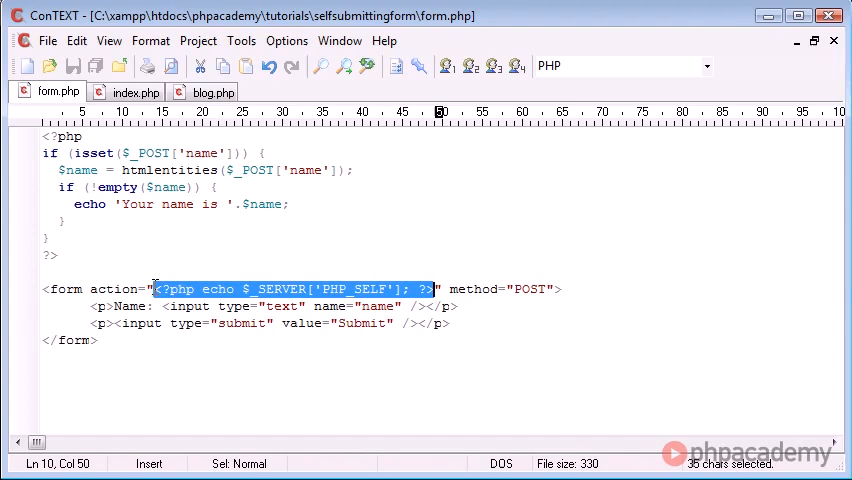 ConTEXT - [C:\xampp\htdocs\phpacademy\tutorials\selfsubmittingform\form.php]
File Edit View Format Project Tools Options Window Help
1 2 3 4 PHP
form.php index.php blog.php
5 10 15 20 25 30 35 40 45 50 55 60 65 70 75 80 85 90 95 100
<?php
if (isset($_POST['name'])) {
$name = htmlentities($_POST['name']);
if (!empty($name)) {
echo 'Your name is '.$name;
}
}
?>
<form action="<?php echo $_SERVER['PHP_SELF']; ?>" method="POST">
<p>Name: <input type="text" name="name" /></p>
<p><input type="submit" value="Submit" /></p>
</form>
phpacademy
Ln 10, Col 50 Insert Sel: Normal DOS File size: 330 35 chars selected.